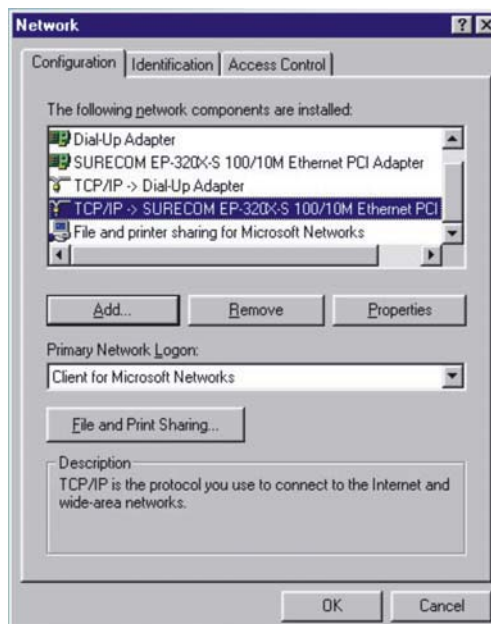 Network
Configuration Identification Access Control
The following network components are installed:
Dial-Up Adapter
SURECOM EP-320X-S 100/10M Ethernet PCI Adapter
TCP/IP -> Dial-Up Adapter
TCP/IP -> SURECOM EP-320X-S 100/10M Ethernet PCI
File and printer sharing for Microsoft Networks
Add... Remove Properties
Primary Network Logon:
Client for Microsoft Networks
File and Print Sharing...
Description
TCP/IP is the protocol you use to connect to the Internet and
wide-area networks.
OK Cancel